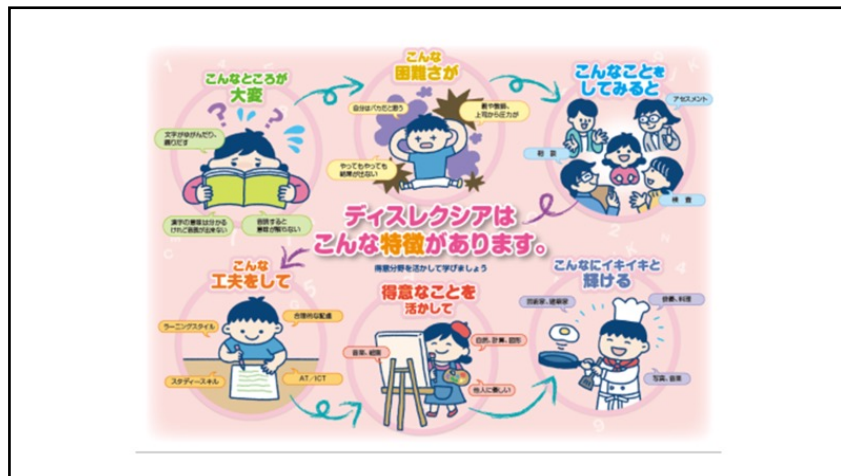 こんなところが
大変
文字がゆがんだり、
踊りだす
漢字の意味は分かる
けれど音読が出来ない
音読すると
意味が解らない
こんな
困難さが
自分はバカだと思う
親や教師、
上司から圧力が
やってもやっても
結果が出ない
こんなことを
してみると
アセスメント
相談
検査
ディスレクシアは
こんな特徴があります。
得意分野を活かして学びましょう
こんな
工夫をして
ラーニングスタイル
合理的な配慮
スタディースキル
AT/ICT
得意なことを
活かして
音楽、絵画
自然、計算、図形
他人に優しい
こんなにイキイキと
輝ける
芸術家、建築家
俳優、料理
写真、音楽